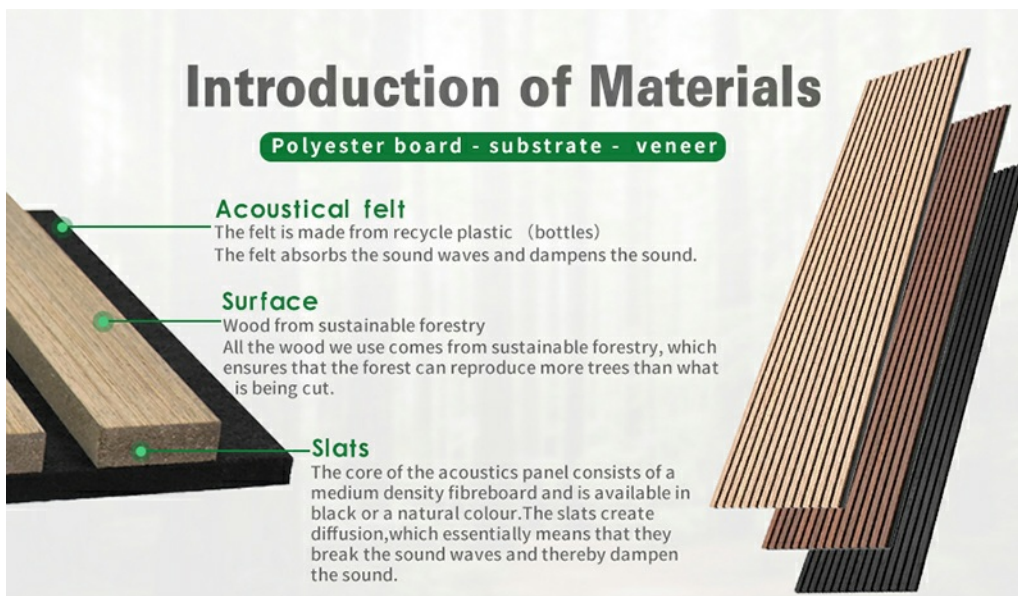 Introduction of Materials
Polyester board - substrate - veneer
Acoustical felt
The felt is made from recycle plastic （bottles）
The felt absorbs the sound waves and dampens the sound.
Surface
Wood from sustainable forestry
All the wood we use comes from sustainable forestry, which
ensures that the forest can reproduce more trees than what
is being cut.
Slats
The core of the acoustics panel consists of a
medium density fibreboard and is available in
black or a natural colour.The slats create
diffusion,which essentially means that they
break the sound waves and thereby dampen
the sound.